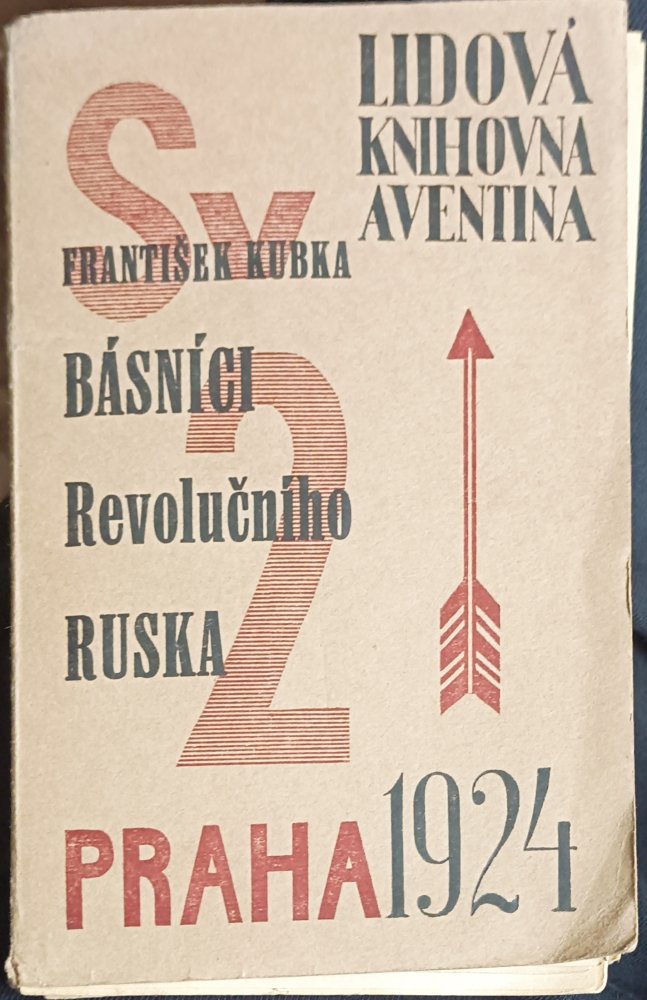 LIDOVÁ
KNIHOVNA
AVENTINA
Sv
FRANTIŠEK KUBKA
BÁSNÍCI
Revolučního
RUSKA
2
PRAHA 1924